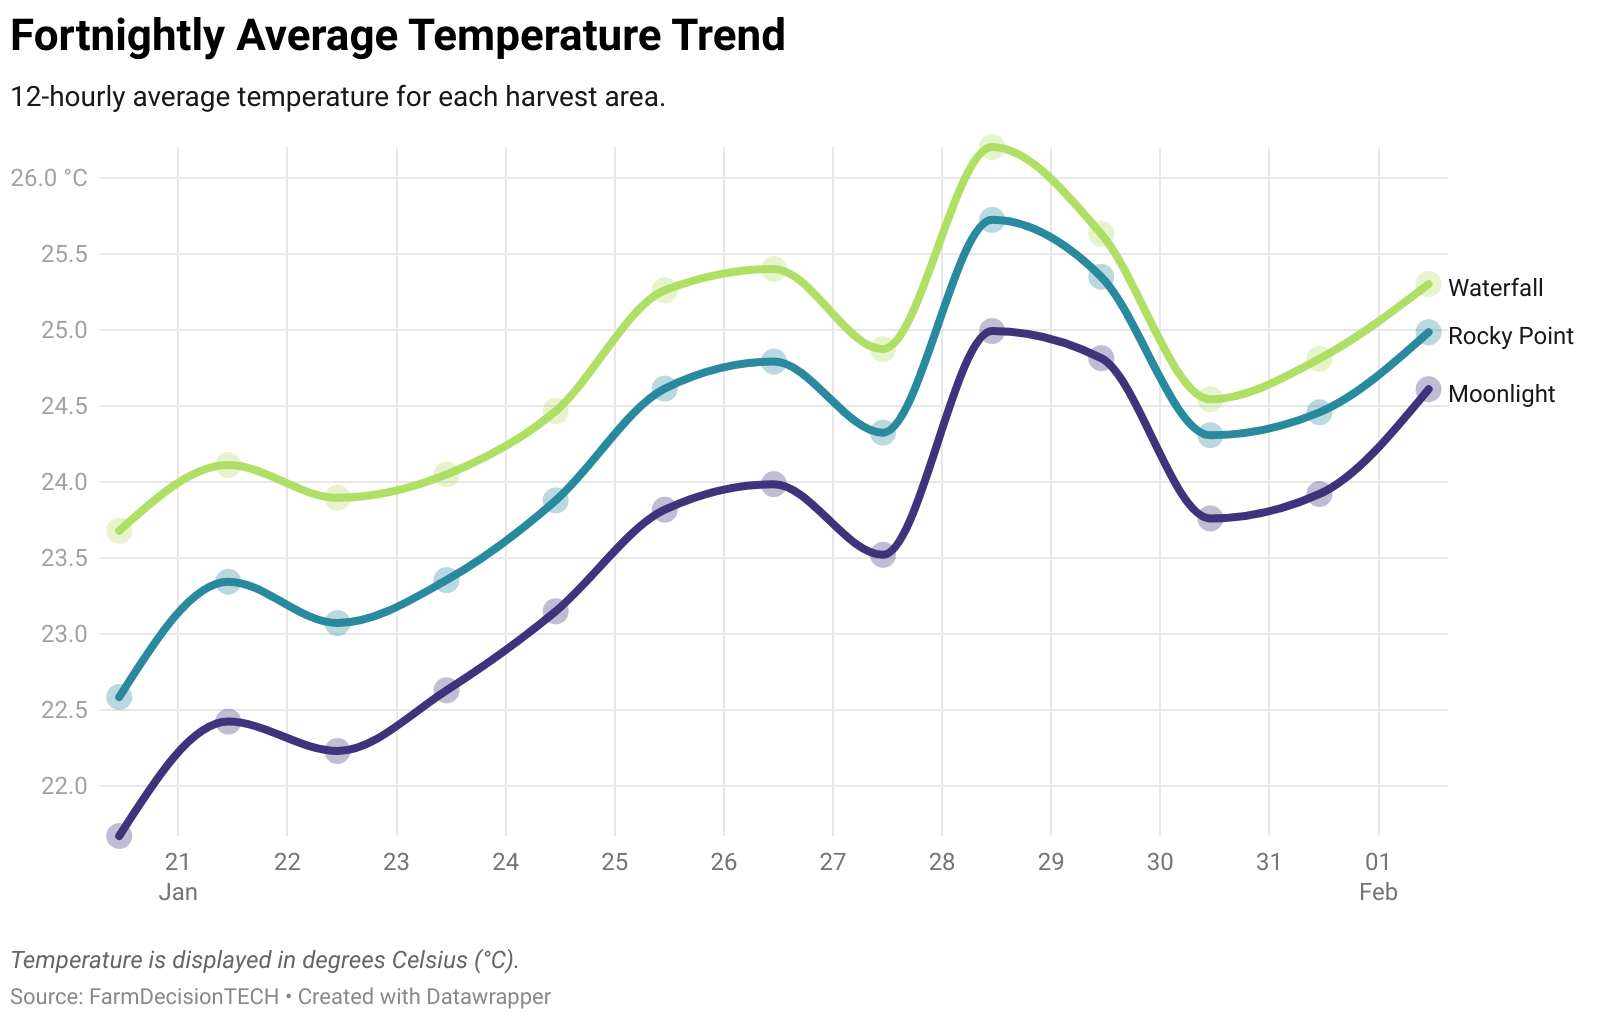 Fortnightly Average Temperature Trend
12-hourly average temperature for each harvest area.
26.0 °C
25.5
25.0
24.5
24.0
23.5
23.0
22.5
22.0
Waterfall
Rocky Point
Moonlight
21 22 23 24 25 26 27 28 29 30 31 01
Jan Feb
Temperature is displayed in degrees Celsius (°C).
Source: FarmDecisionTECH • Created with Datawrapper